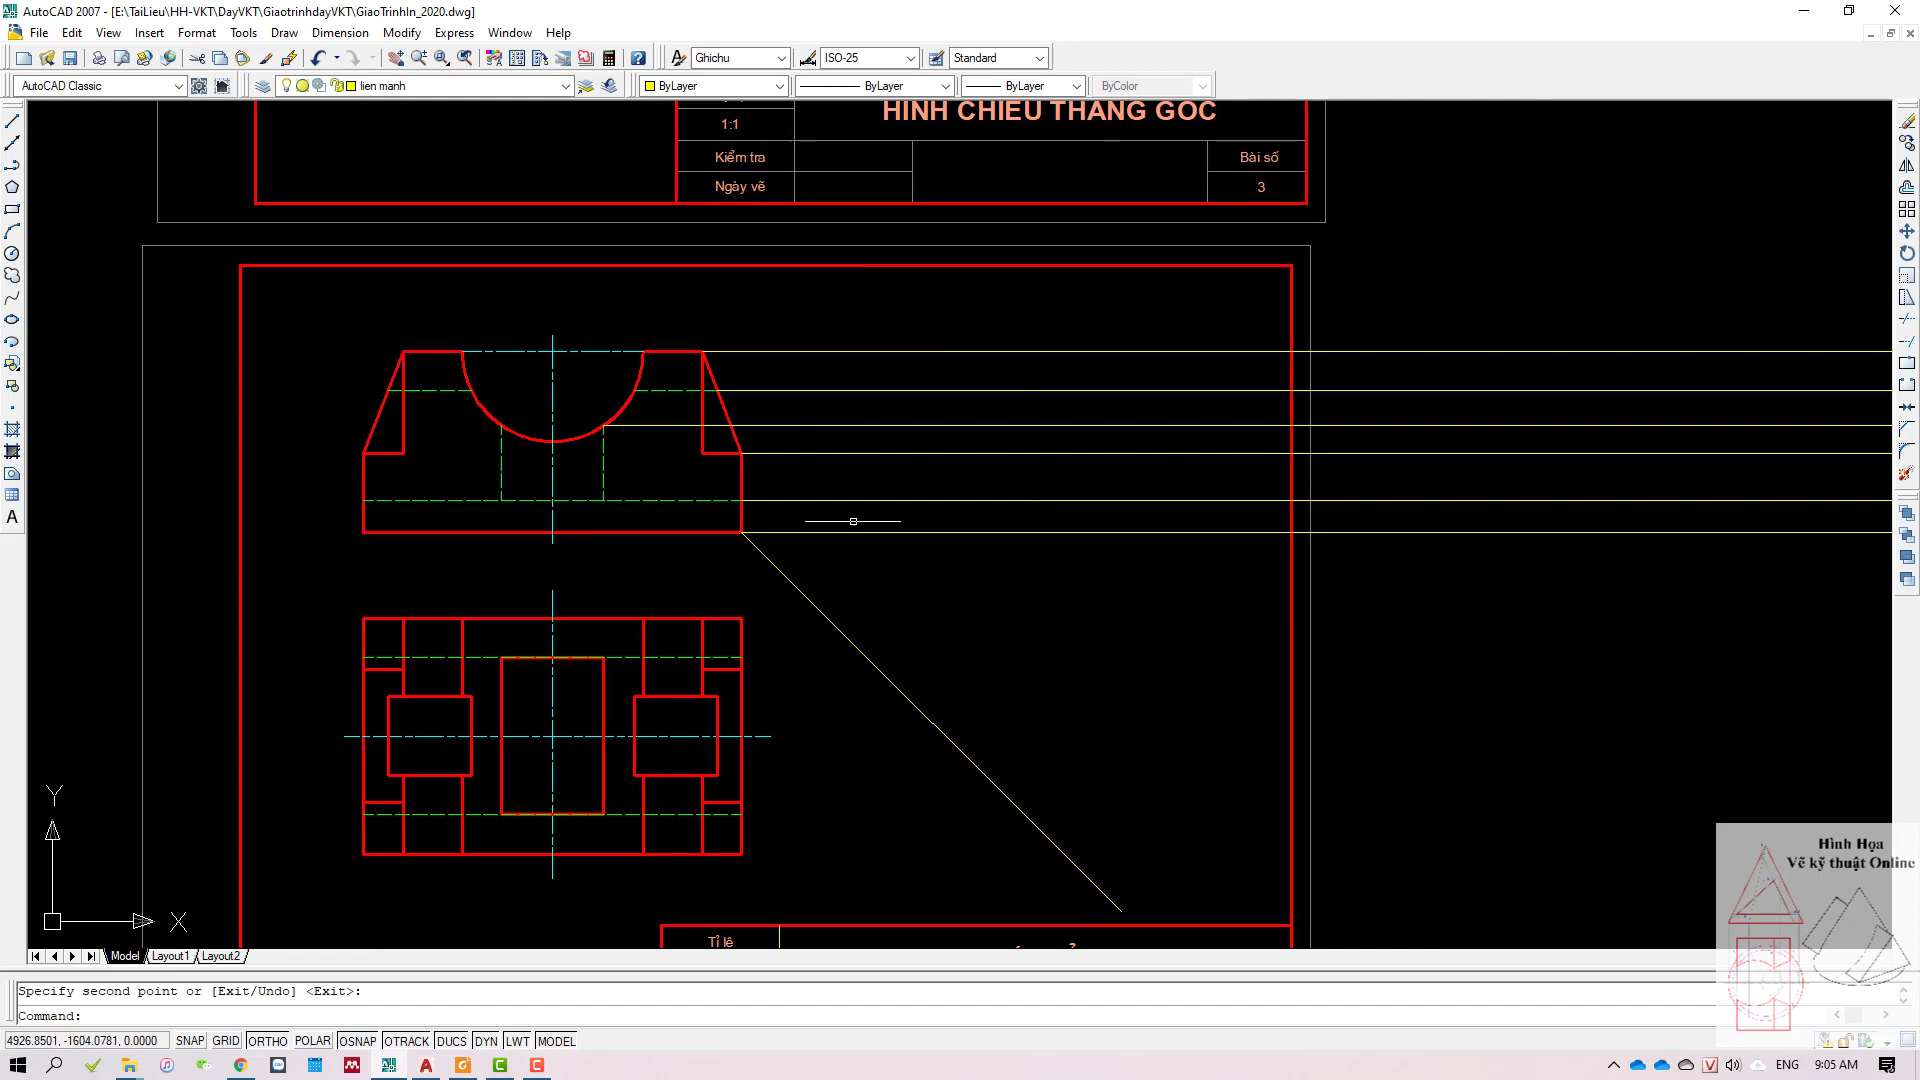 AutoCAD 2007 - [E:\TaiLieu\HH-VKT\DayVKT\GiaotrinhdayVKT\GiaoTrinhIn_2020.dwg]
File Edit View Insert Format Tools Draw Dimension Modify Express Window Help
Ghichu ISO-25 Standard
AutoCAD Classic lien manh ByLayer ByLayer ByLayer ByColor
HINH CHIEU THANG GOC
1:1
Kiểm tra Bài số
Ngày vẽ 3
A
Y
X
Hình Họa
Vẽ kỹ thuật Online
Tỉ lệ
Model Layout1 Layout2
Specify second point or [Exit/Undo] <Exit>:
Command:
4926.8501, -1604.0781, 0.0000 SNAP GRID ORTHO POLAR OSNAP OTRACK DUCS DYN LWT MODEL
ENG 9:05 AM